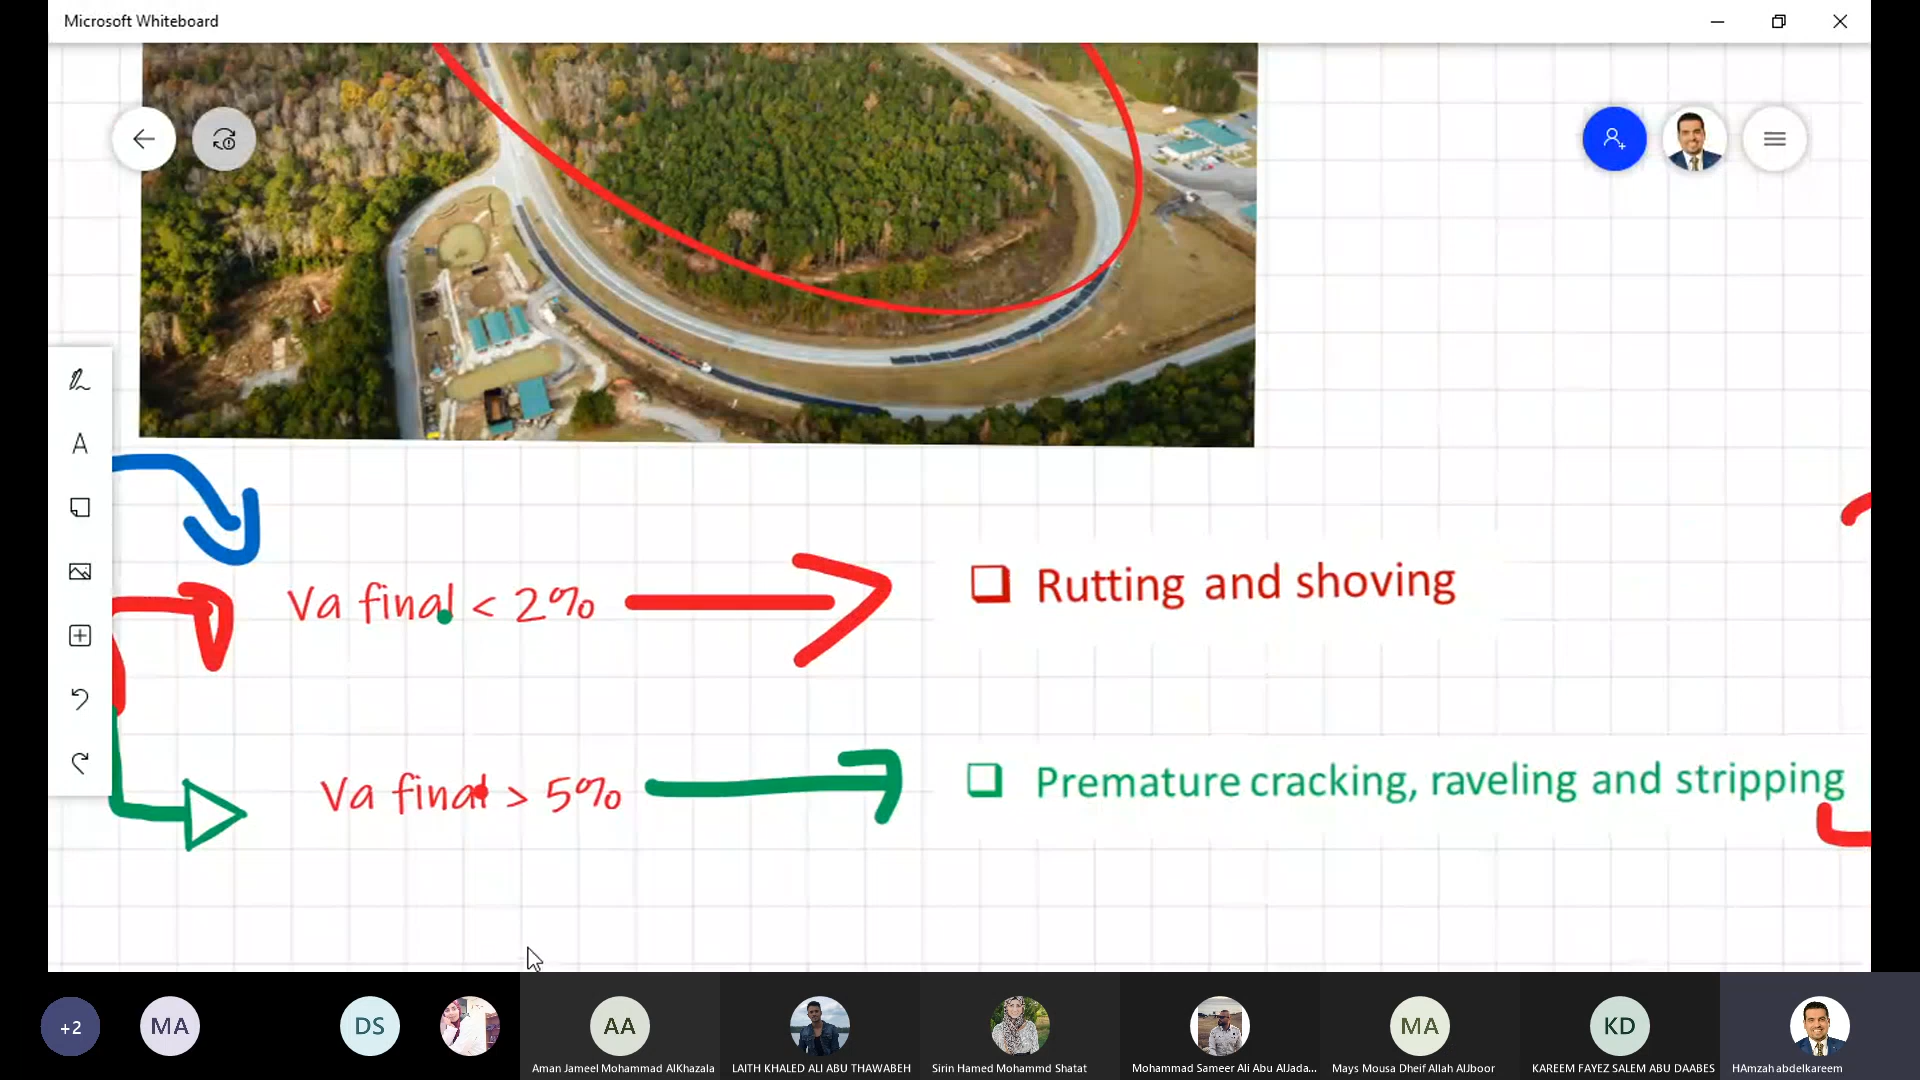 Microsoft Whiteboard
A
Va final < 2%
Rutting and shoving
Va final > 5%
Premature cracking, raveling and stripping
+2
MA
DS
AA
MA
KD
Aman Jameel Mohammad AlKhazala
LAITH KHALED ALI ABU THAWABEH
Sirin Hamed Mohammd Shatat
Mohammad Sameer Ali Abu AlJada...
Mays Mousa Dheif Allah AlJboor
KAREEM FAYEZ SALEM ABU DAABES
HAmzah abdelkareem